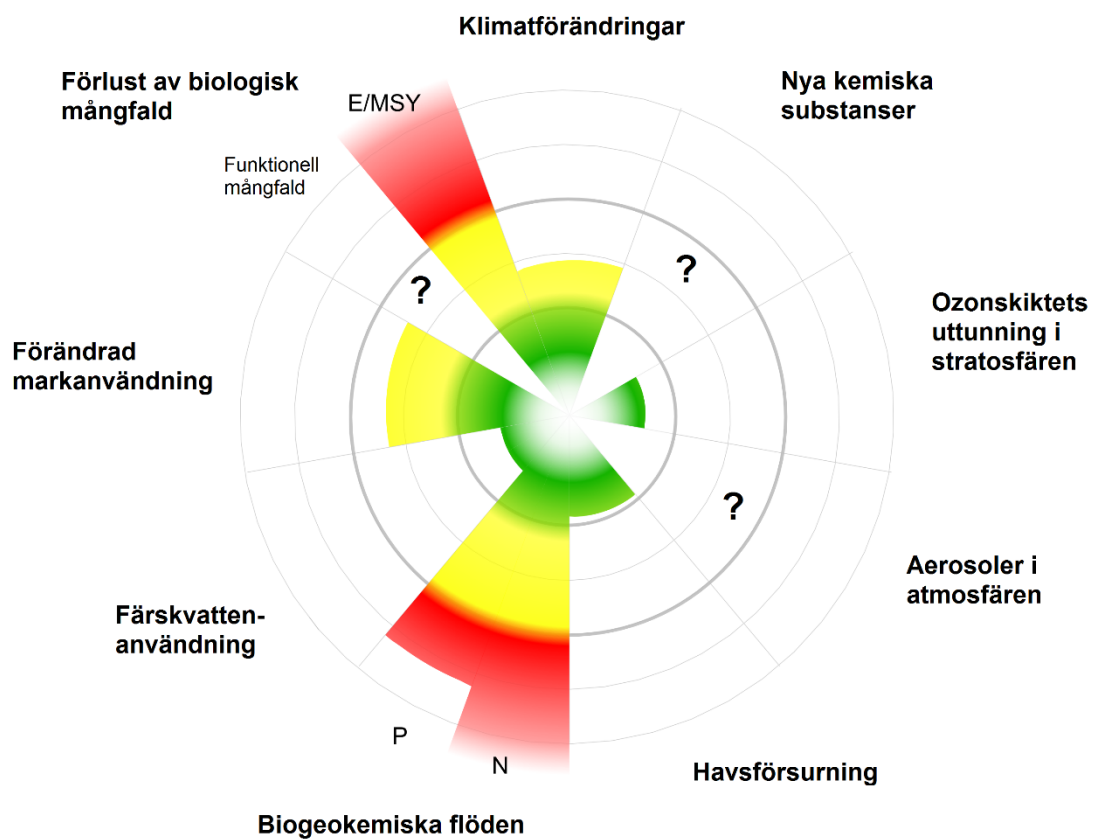 Klimatförändringar
Förlust av biologisk
mångfald
E/MSY
Nya kemiska
substanser
Funktionell
mångfald
?
?
Ozonskiktets
uttunning i
stratosfären
Förändrad
markanvändning
?
Aerosoler i
atmosfären
Färskvatten-
användning
P
N
Havsförsurning
Biogeokemiska flöden